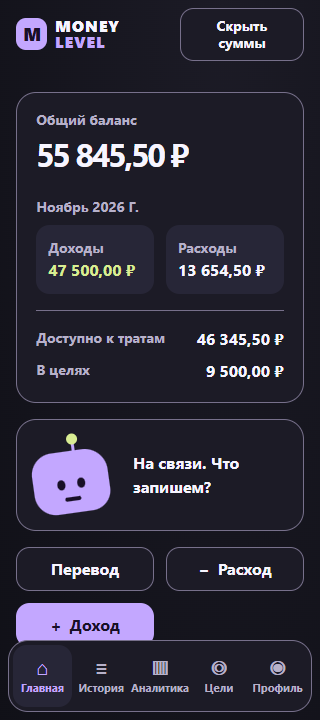 M MONEY LEVEL
Скрыть суммы
Общий баланс
55 845,50 ₽
Ноябрь 2026 Г.
Доходы
47 500,00 ₽
Расходы
13 654,50 ₽
Доступно к тратам 46 345,50 ₽
В целях 9 500,00 ₽
На связи. Что
запишем?
Перевод
− Расход
+ Доход
Главная
История
Аналитика
Цели
Профиль